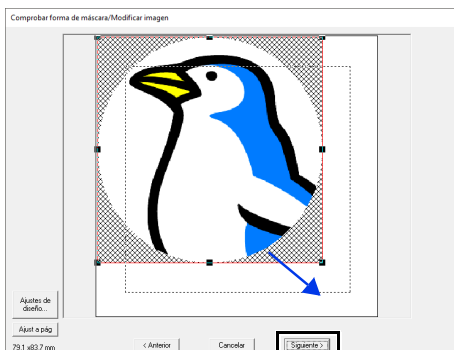 Comprobar forma de máscara/Modificar imagen
Ajustes de
diseño...
Ajust a pág
79.1 x83.7 mm
< Anterior
Cancelar
Siguiente >